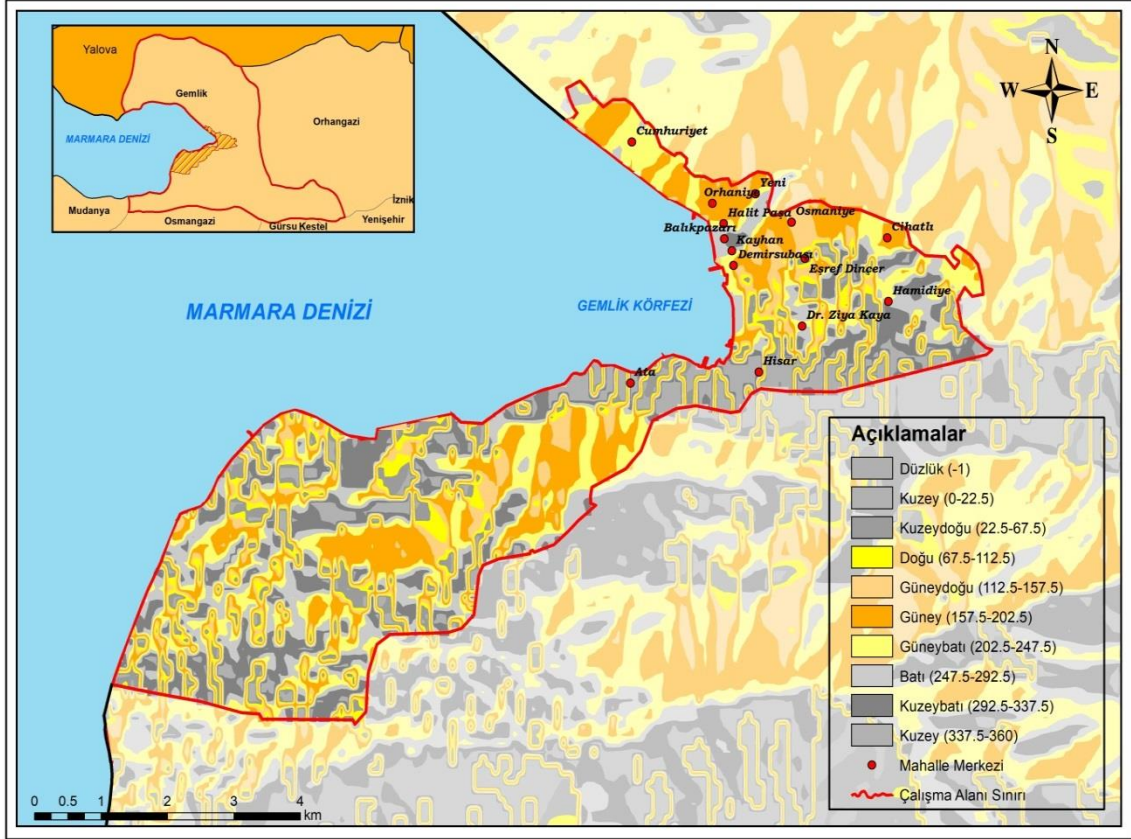 Yalova
Gemlik
Orhangazi
MARMARA DENİZİ
İznik
Mudanya
Osmangazi
Gürsu Kestel
Yenişehir
N
W E
S
Cumhuriyet
Yeni
Orhaniye
Halit Paşa
Osmaniye
Balıkpazarı
Cihatlı
Kayhan
Demirsubaşı
Eşref Dinçer
Hamidiye
MARMARA DENİZİ
GEMLİK KÖRFEZİ
Dr. Ziya Kaya
Hisar
Ata
Açıklamalar
Düzlük (-1)
Kuzey (0-22.5)
Kuzeydoğu (22.5-67.5)
Doğu (67.5-112.5)
Güneydoğu (112.5-157.5)
Güney (157.5-202.5)
Güneybatı (202.5-247.5)
Batı (247.5-292.5)
Kuzeybatı (292.5-337.5)
Kuzey (337.5-360)
Mahalle Merkezi
Çalışma Alanı Sınırı
0 0.5 1 2 3 4
km